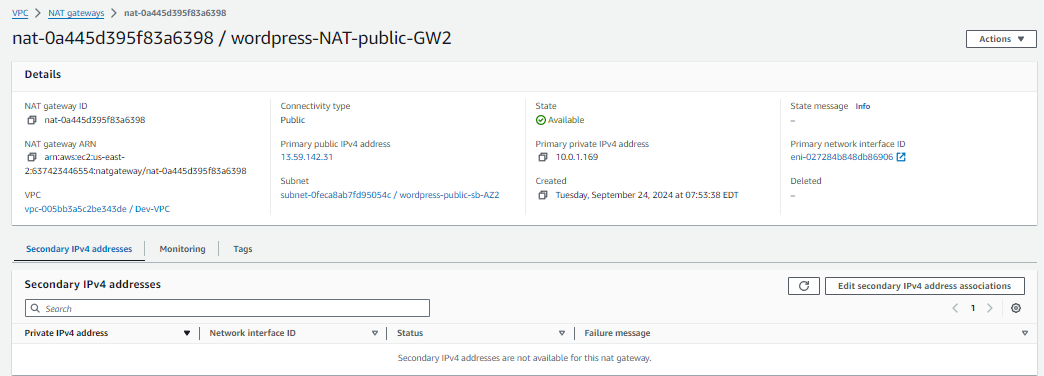 VPC > NAT gateways > nat-0a445d395f83a6398
nat-0a445d395f83a6398 / wordpress-NAT-public-GW2
Actions
Details
NAT gateway ID
nat-0a445d395f83a6398
Connectivity type
Public
State
Available
State message Info
–
NAT gateway ARN
arn:aws:ec2:us-east-
2:637423446554:natgateway/nat-0a445d395f83a6398
Primary public IPv4 address
13.59.142.31
Primary private IPv4 address
10.0.1.169
Primary network interface ID
eni-027284b848db86906
VPC
vpc-005bb3a5c2be343de / Dev-VPC
Subnet
subnet-0feca8ab7fd95054c / wordpress-public-sb-AZ2
Created
Tuesday, September 24, 2024 at 07:53:38 EDT
Deleted
–
Secondary IPv4 addresses Monitoring Tags
Secondary IPv4 addresses
Edit secondary IPv4 address associations
Search
1
Private IPv4 address Network interface ID Status Failure message
Secondary IPv4 addresses are not available for this nat gateway.